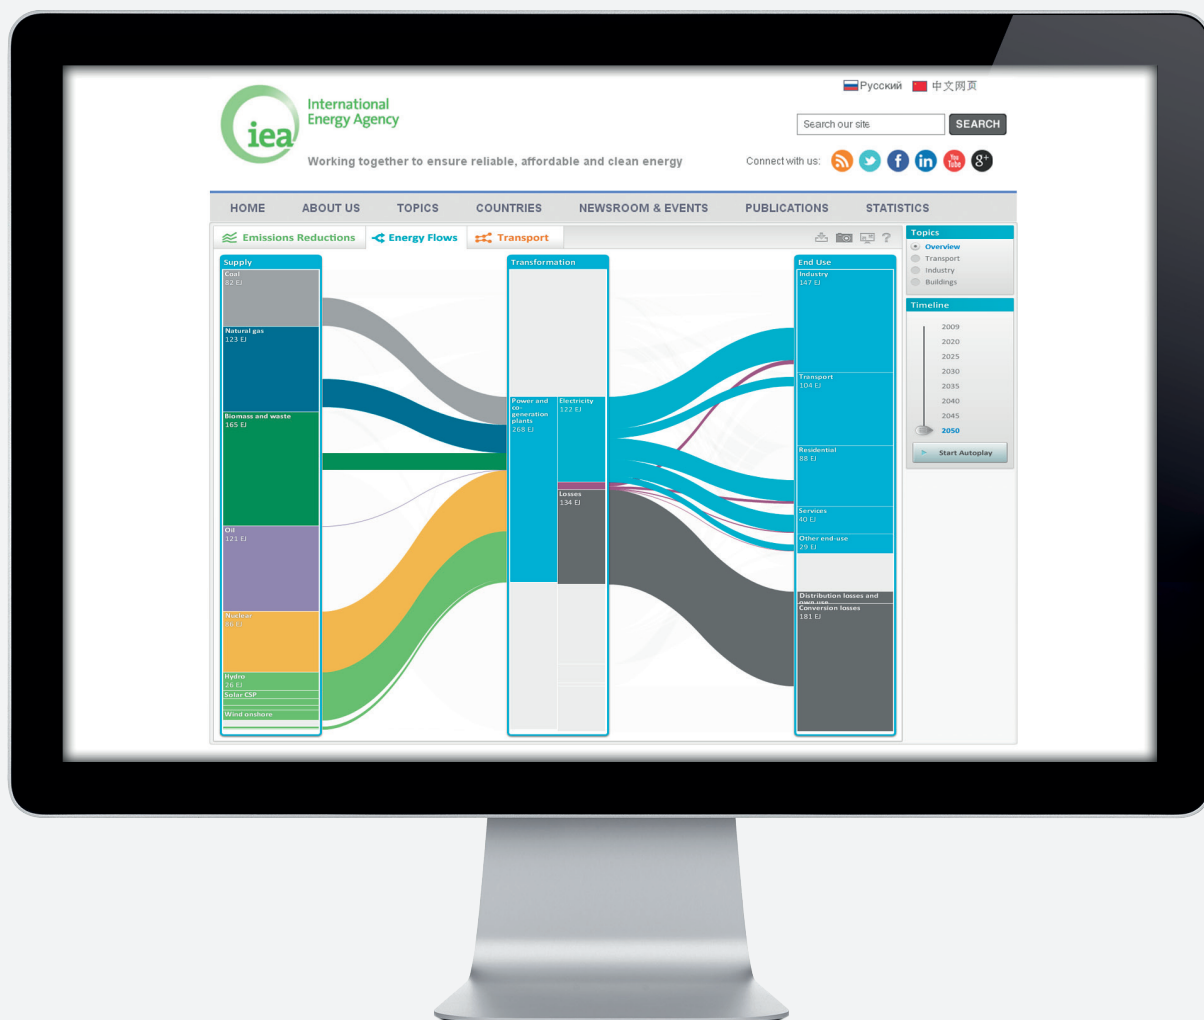 Русский 中文网页
iea
International
Energy Agency
Search our site SEARCH
Working together to ensure reliable, affordable and clean energy
Connect with us:
You
Tube
8+
HOME ABOUT US TOPICS COUNTRIES NEWSROOM & EVENTS PUBLICATIONS STATISTICS
Emissions Reductions Energy Flows Transport ?
Supply
Coal
82 EJ
Natural gas
123 EJ
Biomass and waste
165 EJ
Oil
121 EJ
Nuclear
Hydro
26 EJ
Solar CSP
Wind onshore
Transformation
Power and
co-
generation
plants
268 EJ
Electricity
122 EJ
Losses
134 EJ
End Use
Industry
147 EJ
Transport
104 EJ
Residential
88 EJ
Services
40 EJ
Other end-use
29 EJ
Distribution losses and
own use
Conversion losses
181 EJ
Topics
Overview
Transport
Industry
Buildings
Timeline
2009
2020
2025
2030
2035
2040
2045
2050
Start Autoplay